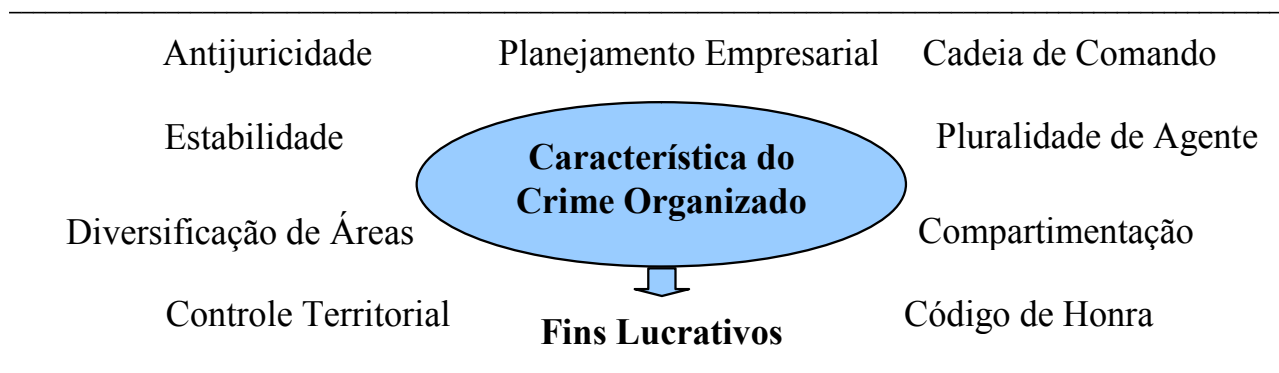 Antijuricidade Planejamento Empresarial Cadeia de Comando
Estabilidade Pluralidade de Agente
Característica do
Crime Organizado
Diversificação de Áreas Compartimentação
Controle Territorial Fins Lucrativos Código de Honra